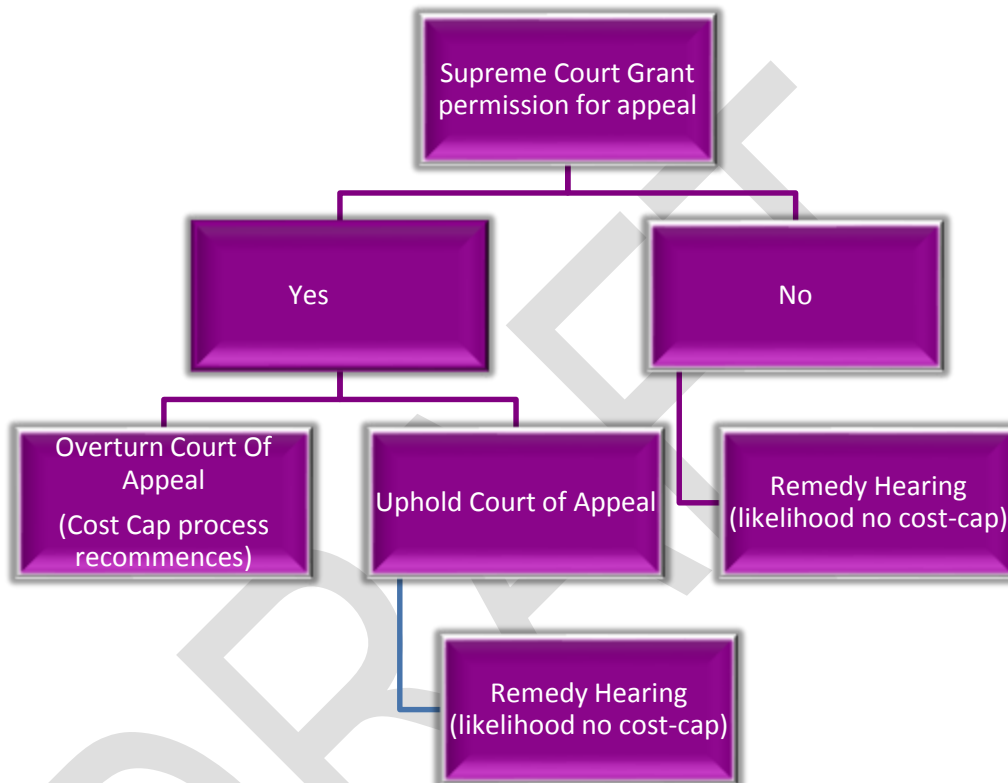 Supreme Court Grant
permission for appeal
Yes
No
Overturn Court Of
Appeal
(Cost Cap process
recommences)
Uphold Court of Appeal
Remedy Hearing
(likelihood no cost-cap)
Remedy Hearing
(likelihood no cost-cap)
DRAFT